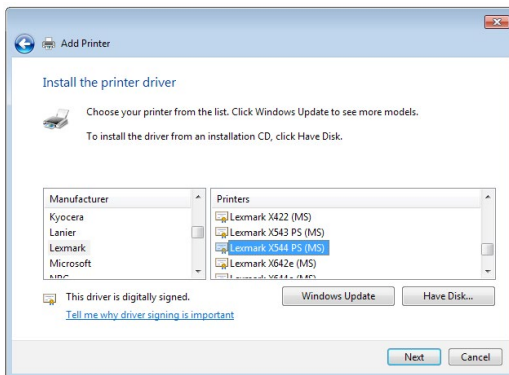 Add Printer
Install the printer driver
Choose your printer from the list. Click Windows Update to see more models.
To install the driver from an installation CD, click Have Disk.
Manufacturer
Kyocera
Lanier
Lexmark
Microsoft
Printers
Lexmark X422 (MS)
Lexmark X543 PS (MS)
Lexmark X544 PS (MS)
Lexmark X642e (MS)
This driver is digitally signed.
Tell me why driver signing is important
Windows Update
Have Disk...
Next
Cancel